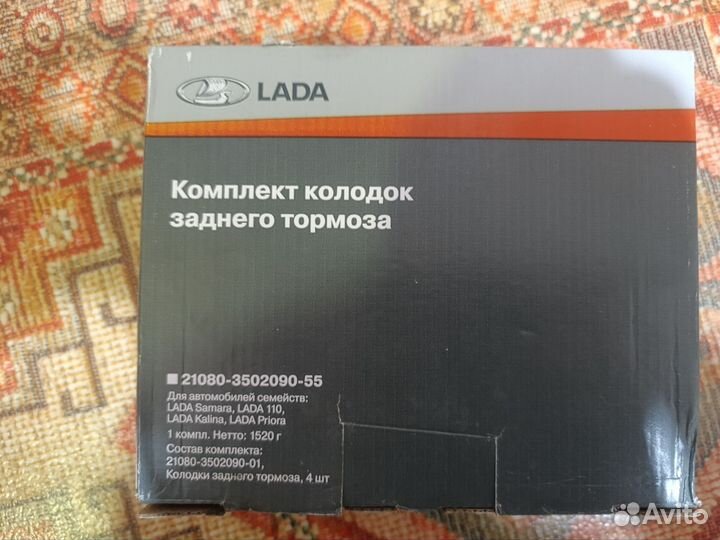 LADA
Комплект колодок
заднего тормоза
21080-3502090-55
Для автомобилей семейств:
LADA Samara, LADA 110,
LADA Kalina, LADA Priora
1 компл. Нетто: 1520 г
Состав комплекта:
21080-3502090-01,
Колодки заднего тормоза, 4 шт
Avito